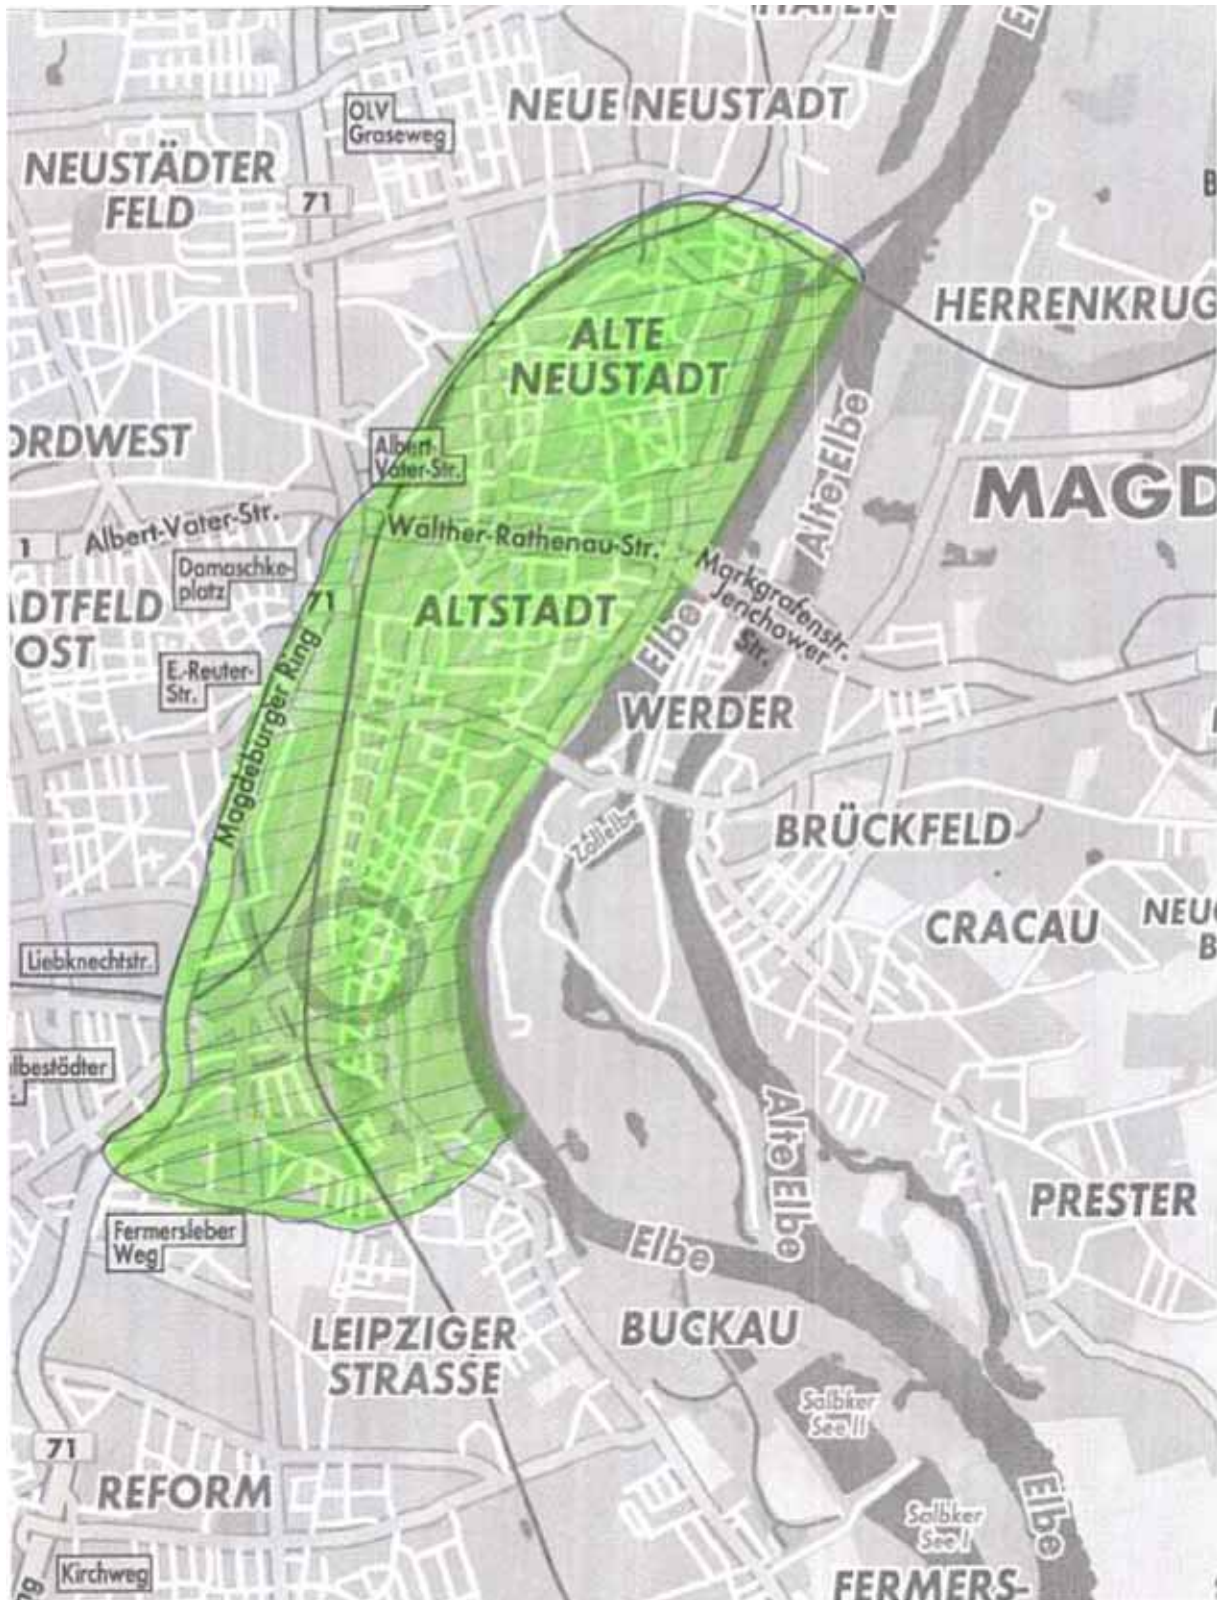 HAFEN
NEUE NEUSTADT
OLV
Graseweg
NEUSTÄDTER
FELD
71
HERRENKRUG
ALTE
NEUSTADT
Alte Elbe
ORDWEST
Albert-
Vater-Str.
MAGD
Albert-Vater-Str.
Walther-Rathenau-Str.
1
Damaschke-
platz
Markgrafenstr.
Jerichower
Str.
ADTFELD
OST
71
ALTSTADT
Elbe
E.-Reuter-
Str.
Magdeburger Ring
WERDER
Zollelbe
BRÜCKFELD
CRACAU
NEU
B
Liebknechtstr.
lbestädter
Alte Elbe
PRESTER
Fermersleber
Weg
Elbe
LEIPZIGER
STRASSE
BUCKAU
Salbker
See II
71
REFORM
Salbker
See I
Elbe
Kirchweg
FERMERS-